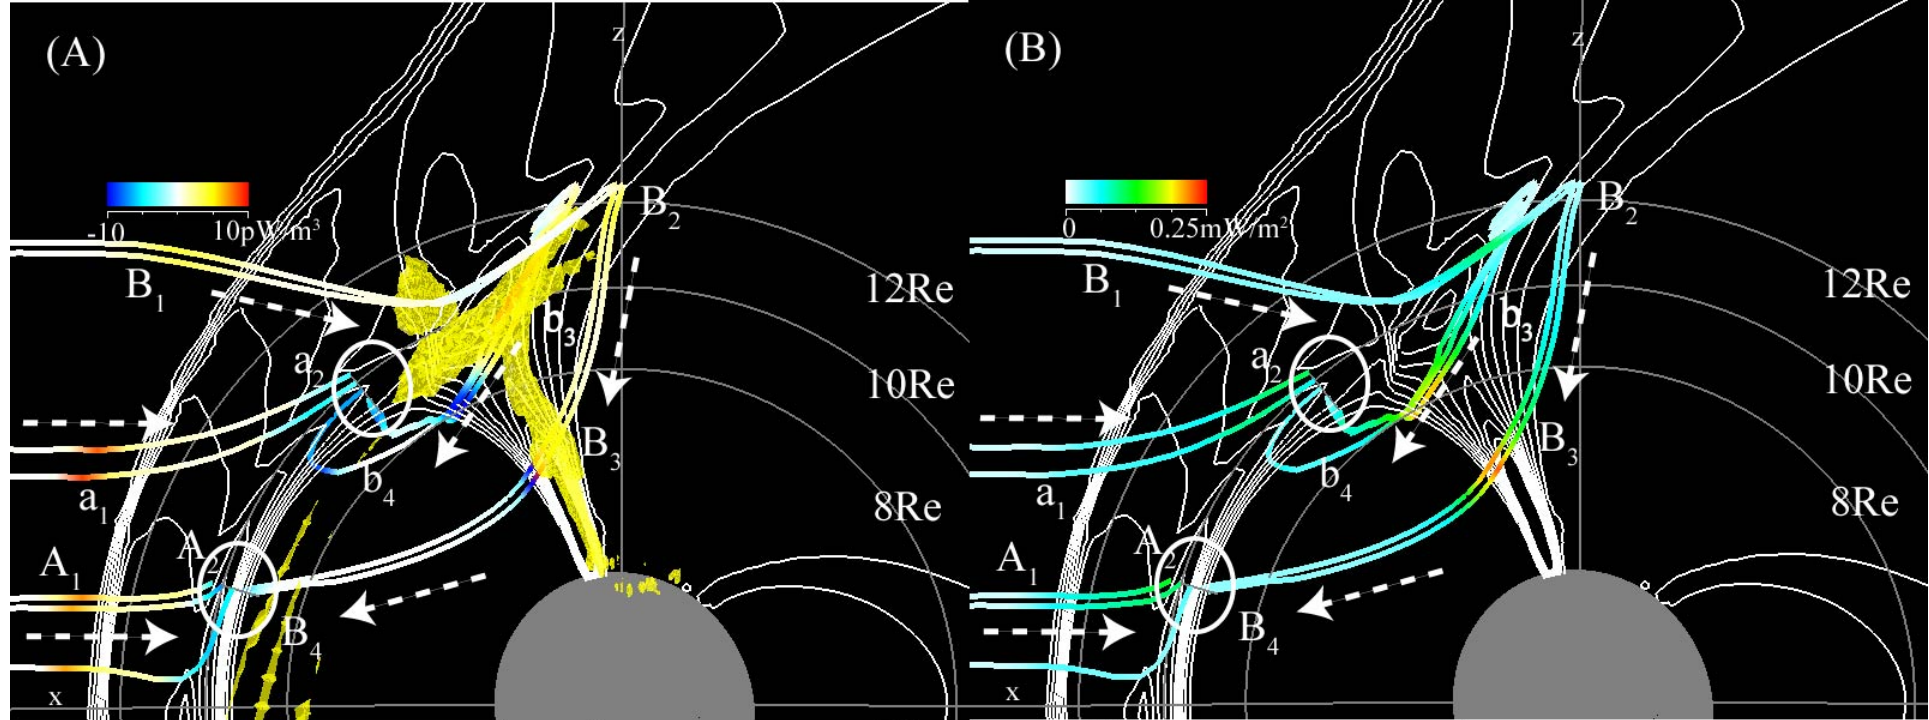 (A)
z
-10 10pW/m³
B₁
B₂
12Re
b₃
a₂
10Re
B₃
b₄
a₁
8Re
A₂
A₁
B₄
x
(B)
z
0 0.25mW/m²
B₁
B₂
12Re
b₃
a₂
10Re
B₃
b₄
a₁
8Re
A₂
A₁
B₄
x